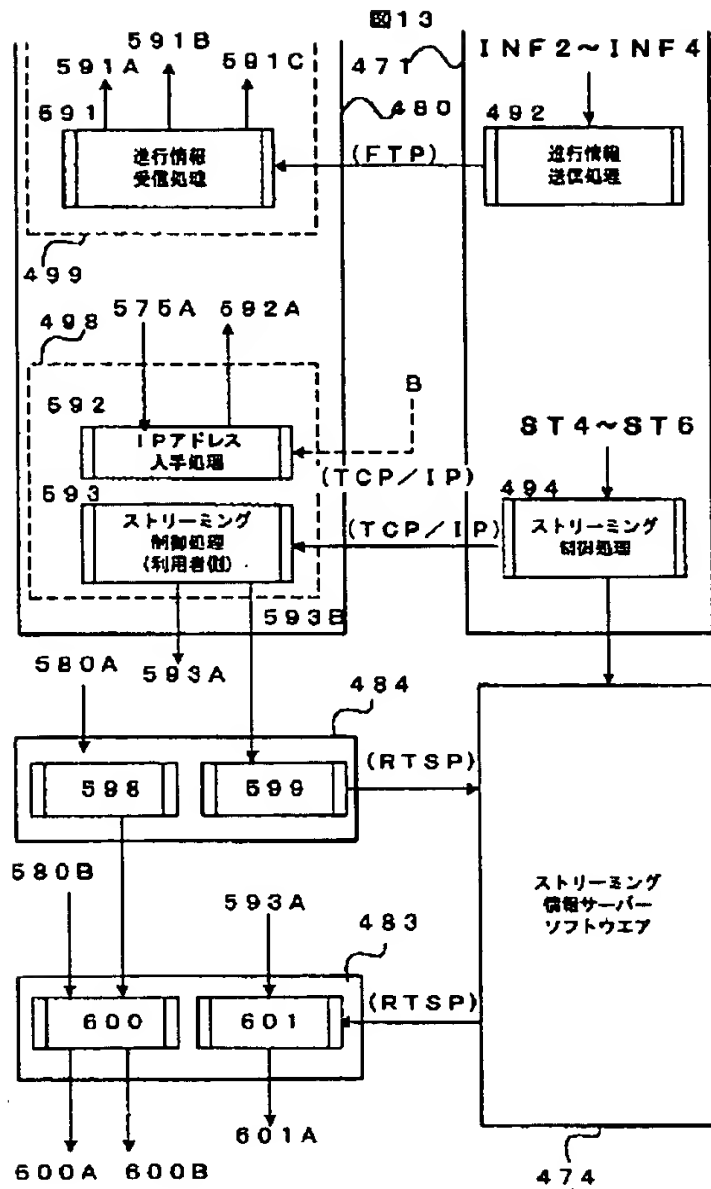 図13
591A
591B
591C
471
INF2~INF4
591
480
492
進行情報
受信処理
(FTP)
進行情報
送信処理
499
498
575A
592A
B
592
IPアドレス
入手処理
ST4~ST6
(TCP/IP)
593
494
ストリーミング
制御処理
(利用者側)
(TCP/IP)
ストリーミング
制御処理
593B
580A
593A
484
598
599
(RTSP)
580B
593A
483
ストリーミング
情報サーバー
ソフトウエア
600
601
(RTSP)
600A
600B
601A
474